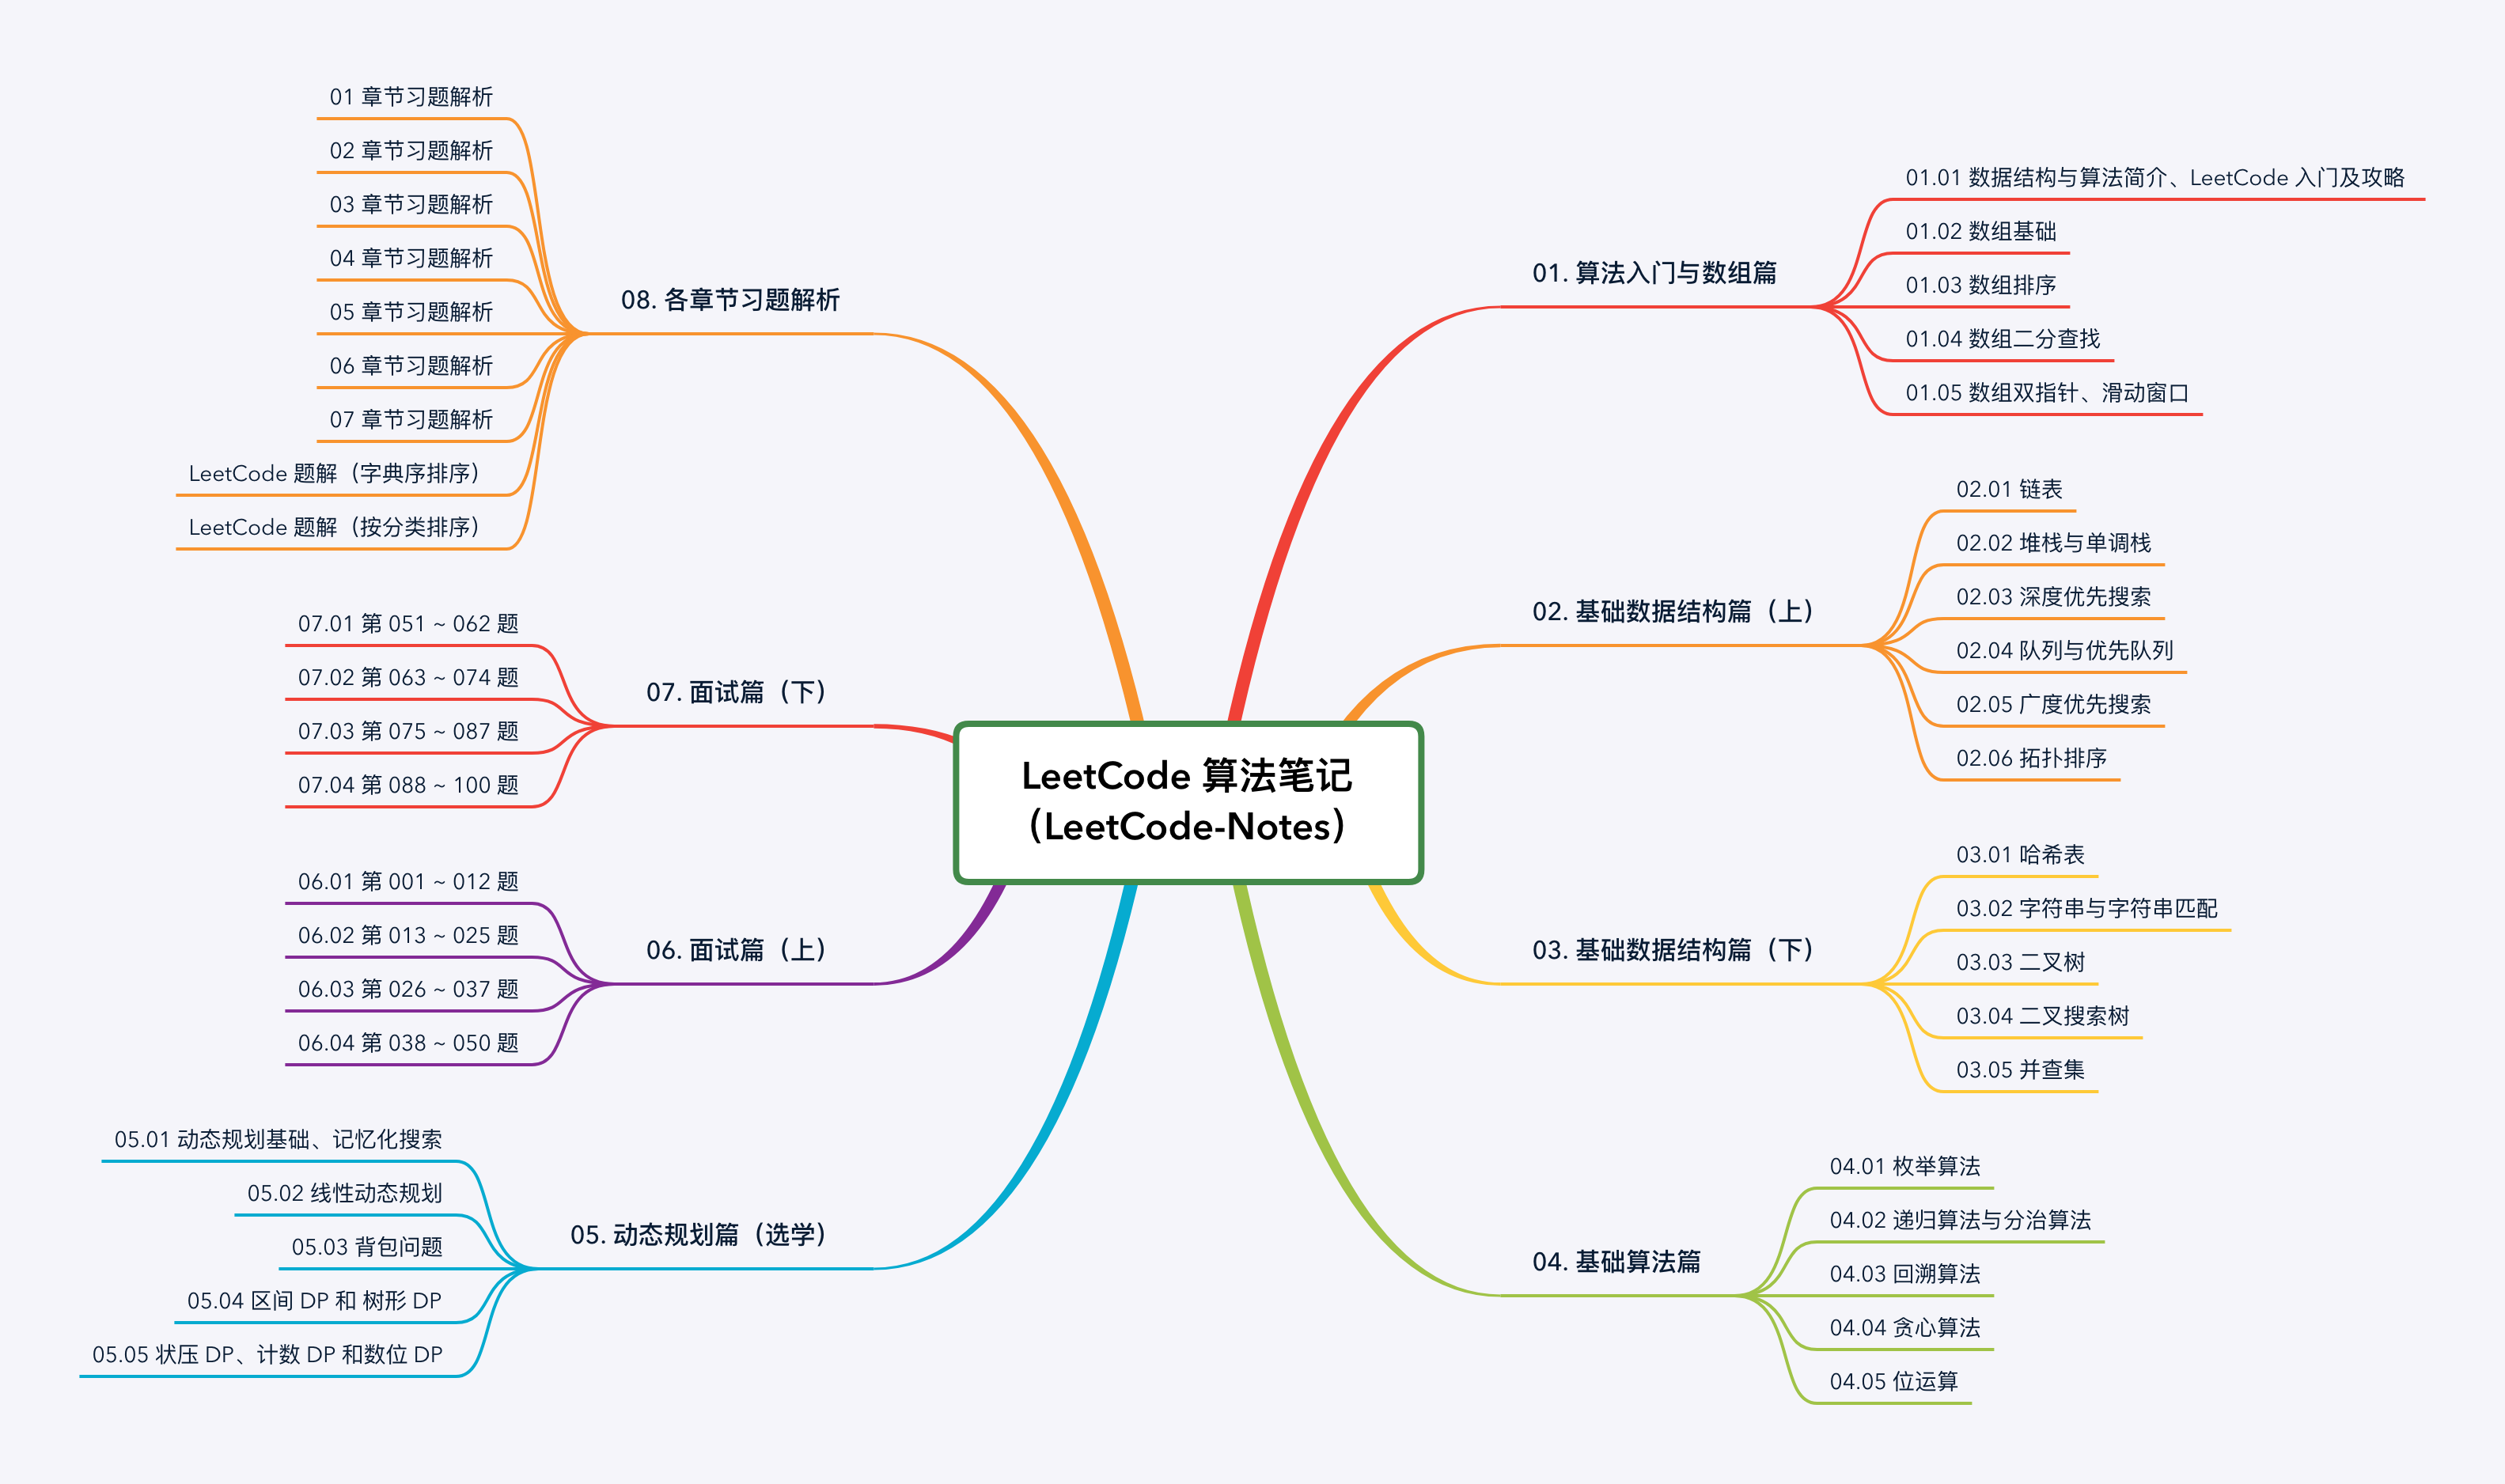 LeetCode 算法笔记
（LeetCode-Notes）
01. 算法入门与数组篇
01.01 数据结构与算法简介、LeetCode 入门及攻略
01.02 数组基础
01.03 数组排序
01.04 数组二分查找
01.05 数组双指针、滑动窗口
02. 基础数据结构篇（上）
02.01 链表
02.02 堆栈与单调栈
02.03 深度优先搜索
02.04 队列与优先队列
02.05 广度优先搜索
02.06 拓扑排序
03. 基础数据结构篇（下）
03.01 哈希表
03.02 字符串与字符串匹配
03.03 二叉树
03.04 二叉搜索树
03.05 并查集
04. 基础算法篇
04.01 枚举算法
04.02 递归算法与分治算法
04.03 回溯算法
04.04 贪心算法
04.05 位运算
05. 动态规划篇（选学）
05.01 动态规划基础、记忆化搜索
05.02 线性动态规划
05.03 背包问题
05.04 区间 DP 和 树形 DP
05.05 状压 DP、计数 DP 和数位 DP
06. 面试篇（上）
06.01 第 001 ~ 012 题
06.02 第 013 ~ 025 题
06.03 第 026 ~ 037 题
06.04 第 038 ~ 050 题
07. 面试篇（下）
07.01 第 051 ~ 062 题
07.02 第 063 ~ 074 题
07.03 第 075 ~ 087 题
07.04 第 088 ~ 100 题
08. 各章节习题解析
01 章节习题解析
02 章节习题解析
03 章节习题解析
04 章节习题解析
05 章节习题解析
06 章节习题解析
07 章节习题解析
LeetCode 题解（字典序排序）
LeetCode 题解（按分类排序）